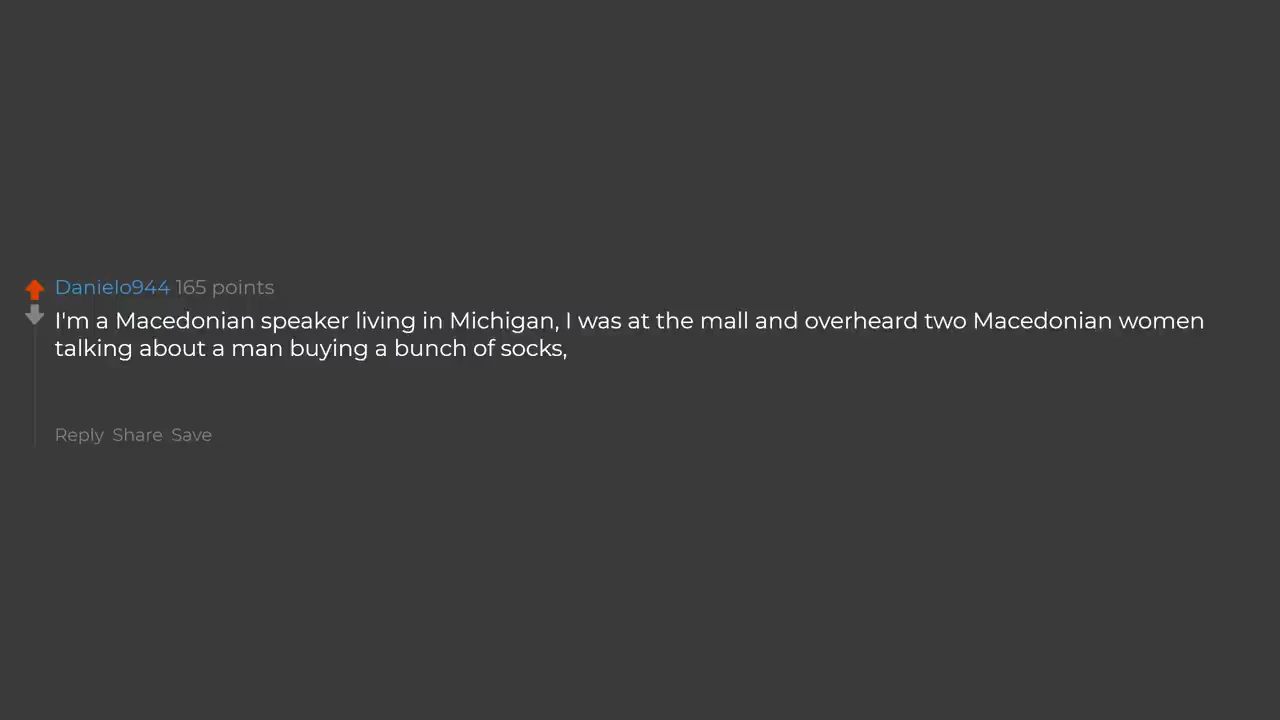 Danielo944 165 points
I'm a Macedonian speaker living in Michigan, I was at the mall and overheard two Macedonian women
talking about a man buying a bunch of socks,
Reply Share Save